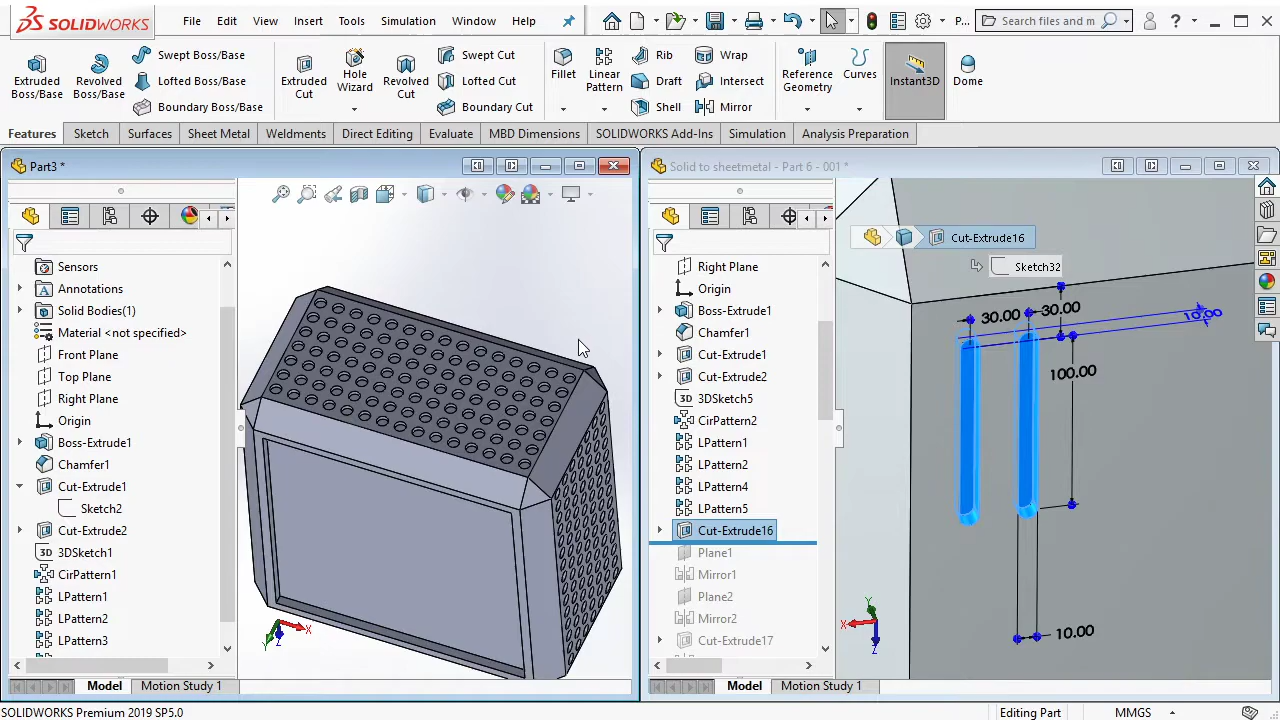 SOLIDWORKS File Edit View Insert Tools Simulation Window Help P... Search files and m
Extruded Boss/Base
Revolved Boss/Base
Swept Boss/Base
Lofted Boss/Base
Boundary Boss/Base
Extruded Cut
Hole Wizard
Revolved Cut
Swept Cut
Lofted Cut
Boundary Cut
Fillet
Linear Pattern
Rib
Draft
Shell
Wrap
Intersect
Mirror
Reference Geometry
Curves
Instant3D
Dome
Features Sketch Surfaces Sheet Metal Weldments Direct Editing Evaluate MBD Dimensions SOLIDWORKS Add-Ins Simulation Analysis Preparation
Part3 *
Sensors
Annotations
Solid Bodies(1)
Material <not specified>
Front Plane
Top Plane
Right Plane
Origin
Boss-Extrude1
Chamfer1
Cut-Extrude1
Sketch2
Cut-Extrude2
3D 3DSketch1
CirPattern1
LPattern1
LPattern2
LPattern3
X
Y
Z
Model Motion Study 1
Solid to sheetmetal - Part 6 - 001 *
Right Plane
Origin
Boss-Extrude1
Chamfer1
Cut-Extrude1
Cut-Extrude2
3D 3DSketch5
CirPattern2
LPattern1
LPattern2
LPattern4
LPattern5
Cut-Extrude16
Plane1
Mirror1
Plane2
Mirror2
Cut-Extrude17
Cut-Extrude16
Sketch32
30.00
30.00
10.00
100.00
10.00
Y
X
Z
Model Motion Study 1
SOLIDWORKS Premium 2019 SP5.0 Editing Part MMGS